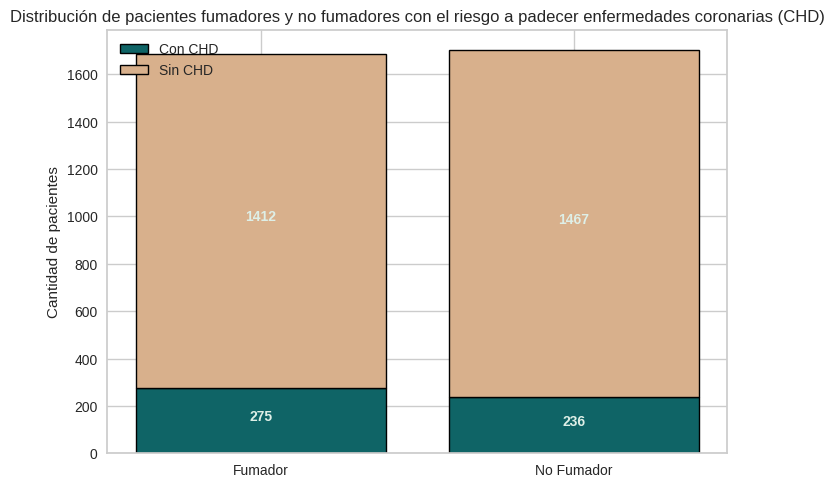 Distribución de pacientes fumadores y no fumadores con el riesgo a padecer enfermedades coronarias (CHD)
Con CHD
Sin CHD
Cantidad de pacientes
1600
1400
1200
1000
800
600
400
200
0
1412
1467
275
236
Fumador
No Fumador